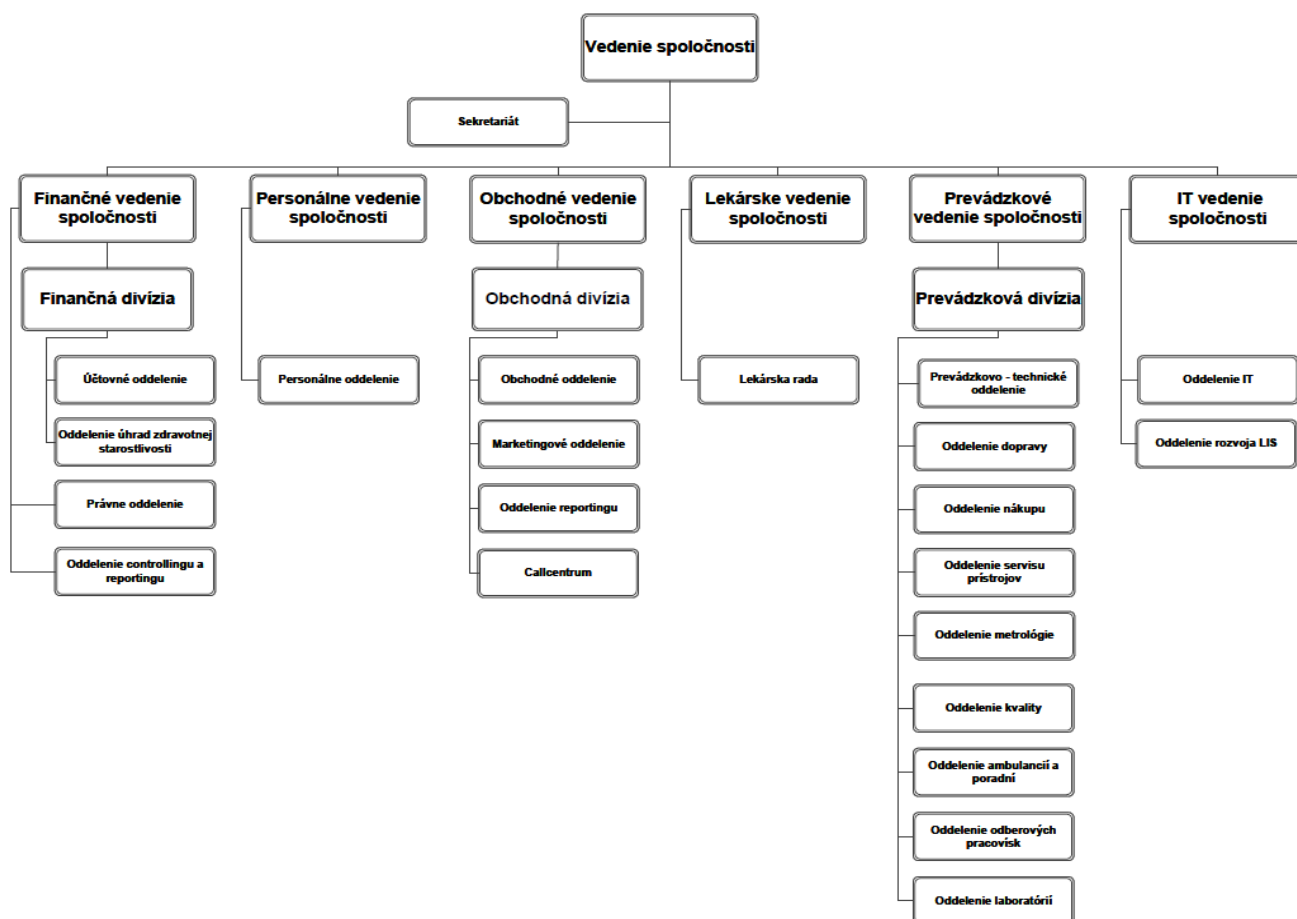 Vedenie spoločnosti
Sekretariát
Finančné vedenie
spoločnosti
Personálne vedenie
spoločnosti
Obchodné vedenie
spoločnosti
Lekárske vedenie
spoločnosti
Prevádzkové
vedenie spoločnosti
IT vedenie
spoločnosti
Finančná divízia
Obchodná divízia
Prevádzková divízia
Účtovné oddelenie
Oddelenie úhrad zdravotnej
starostlivosti
Právne oddelenie
Oddelenie controllingu a
reportingu
Personálne oddelenie
Obchodné oddelenie
Marketingové oddelenie
Oddelenie reportingu
Callcentrum
Lekárska rada
Prevádzkovo - technické
oddelenie
Oddelenie dopravy
Oddelenie nákupu
Oddelenie servisu
prístrojov
Oddelenie metrológie
Oddelenie kvality
Oddelenie ambulancií a
poradní
Oddelenie odberových
pracovísk
Oddelenie laboratórií
Oddelenie IT
Oddelenie rozvoja LIS